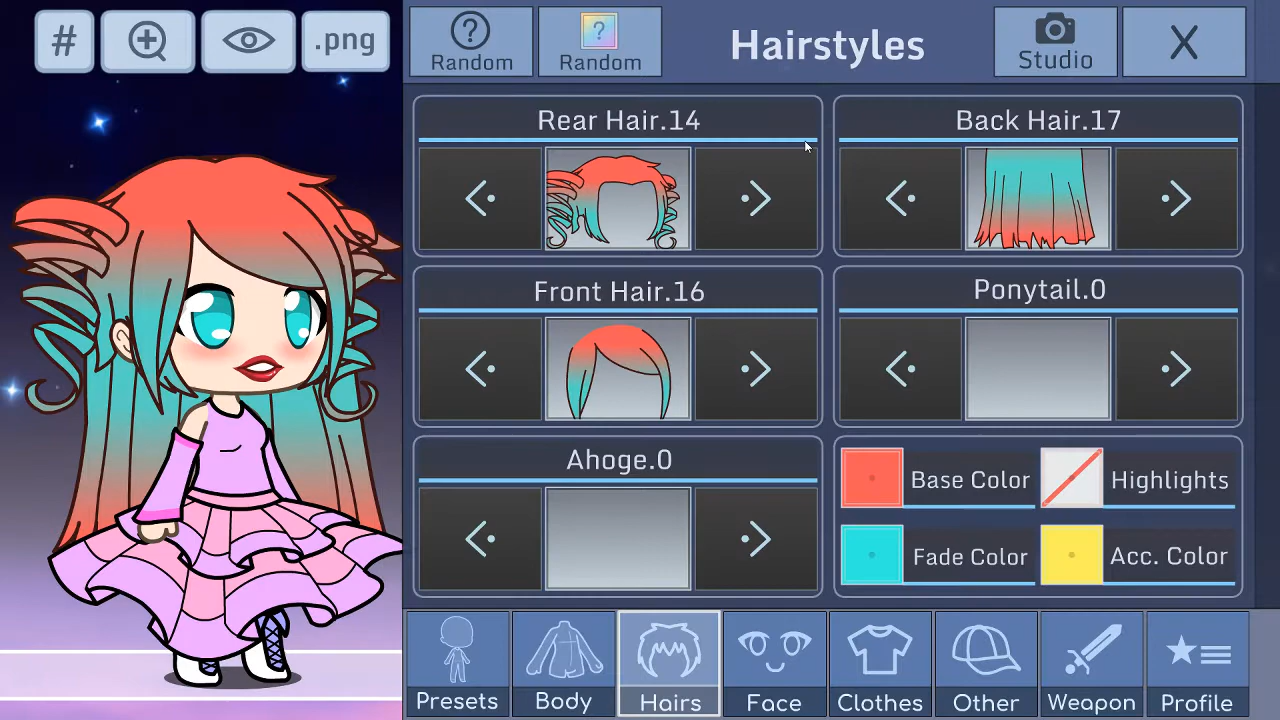 #
.png
?
Random
?
Random
Hairstyles
Studio
X
Rear Hair.14
Back Hair.17
Front Hair.16
Ponytail.0
Ahoge.0
Base Color
Highlights
Fade Color
Acc. Color
Presets
Body
Hairs
Face
Clothes
Other
Weapon
Profile